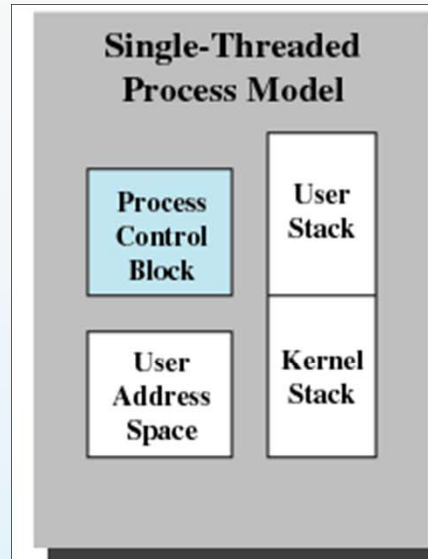 Single-Threaded
Process Model
Process
Control
Block
User
Stack
User
Address
Space
Kernel
Stack